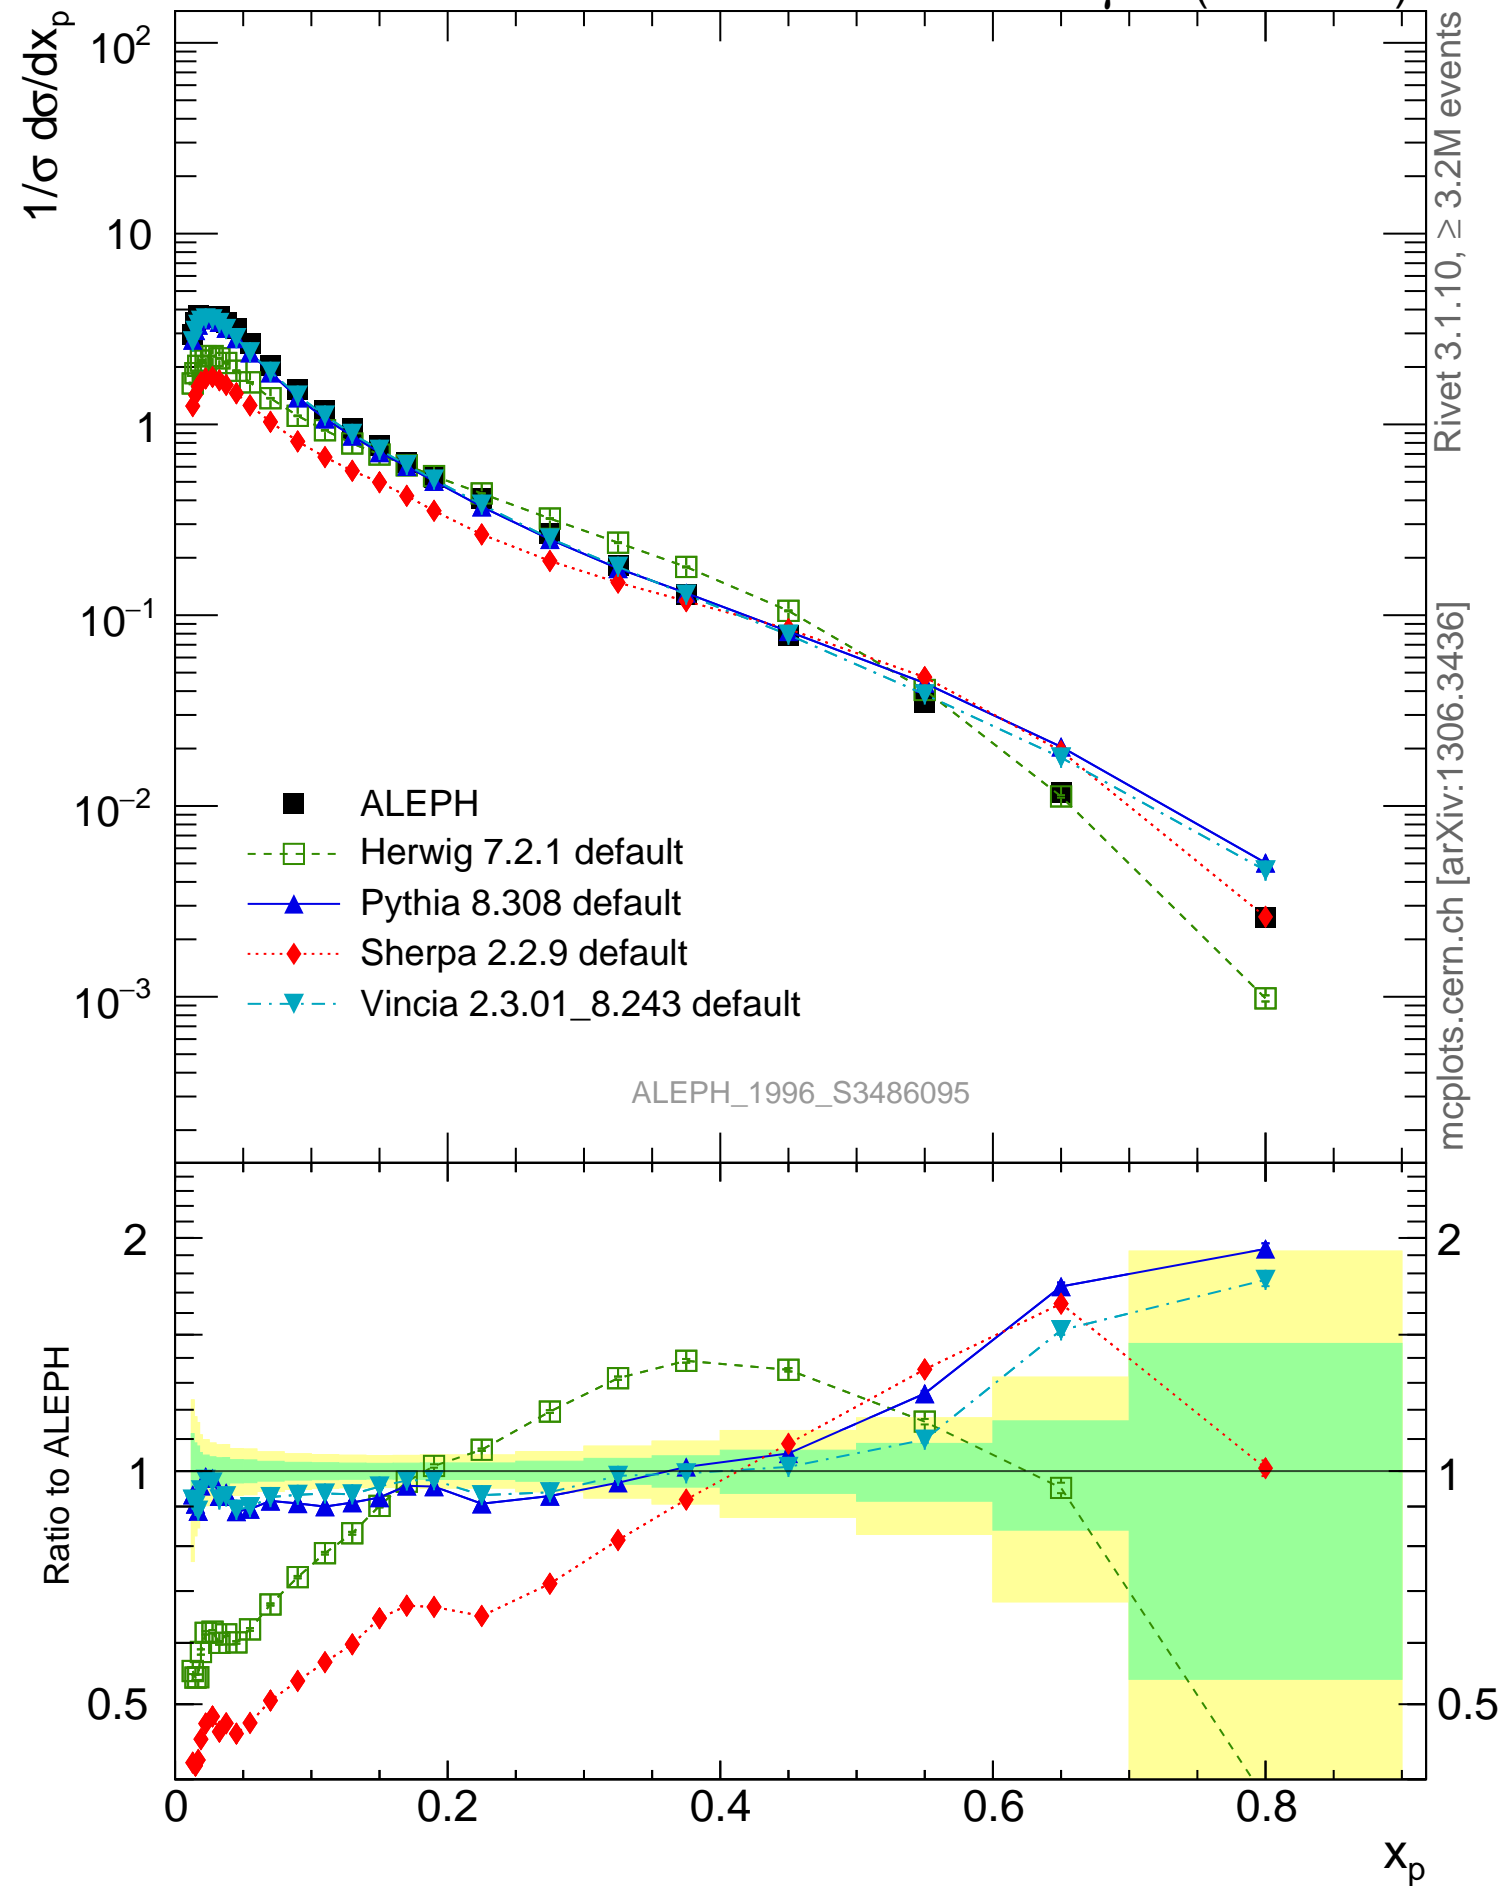 1/σ dσ/dx_p
10²
10
1
10⁻¹
10⁻²
10⁻³
ALEPH
Herwig 7.2.1 default
Pythia 8.308 default
Sherpa 2.2.9 default
Vincia 2.3.01_8.243 default
ALEPH_1996_S3486095
Rivet 3.1.10, ≥ 3.2M events
mcplots.cern.ch [arXiv:1306.3436]
Ratio to ALEPH
2
1
0.5
2
1
0.5
0
0.2
0.4
0.6
0.8
x_p